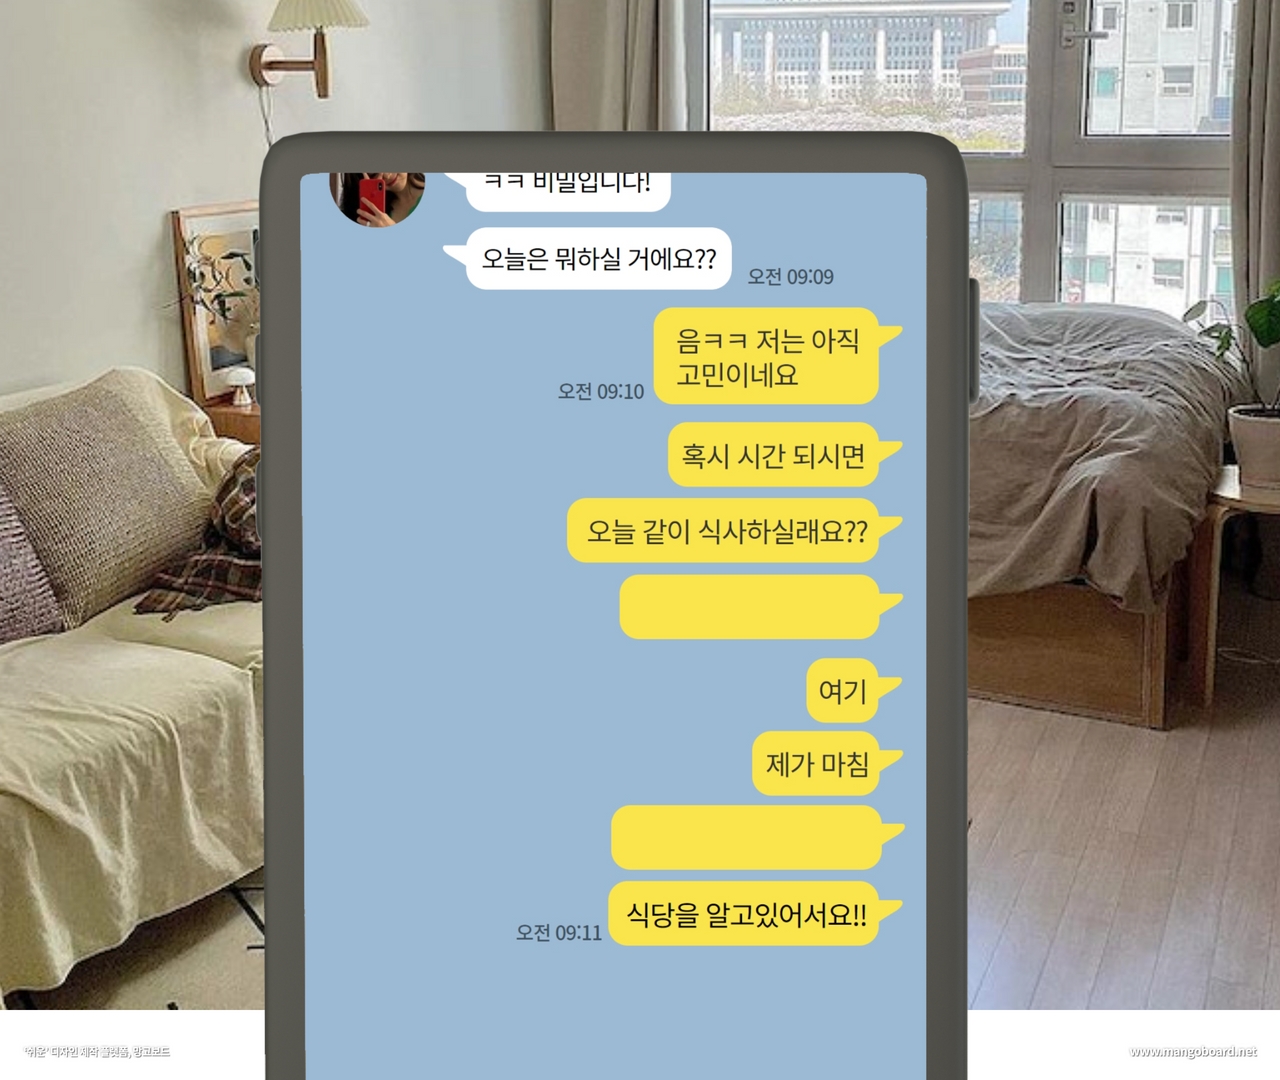 ㅋㅋ 비밀입니다!
오늘은 뭐하실 거에요??
오전 09:09
음ㅋㅋ 저는 아직
고민이네요
오전 09:10
혹시 시간 되시면
오늘 같이 식사하실래요??
여기
제가 마침
식당을 알고있어서요!!
오전 09:11
'쉬운' 디자인 제작 플랫폼, 망고보드
www.mangoboard.net